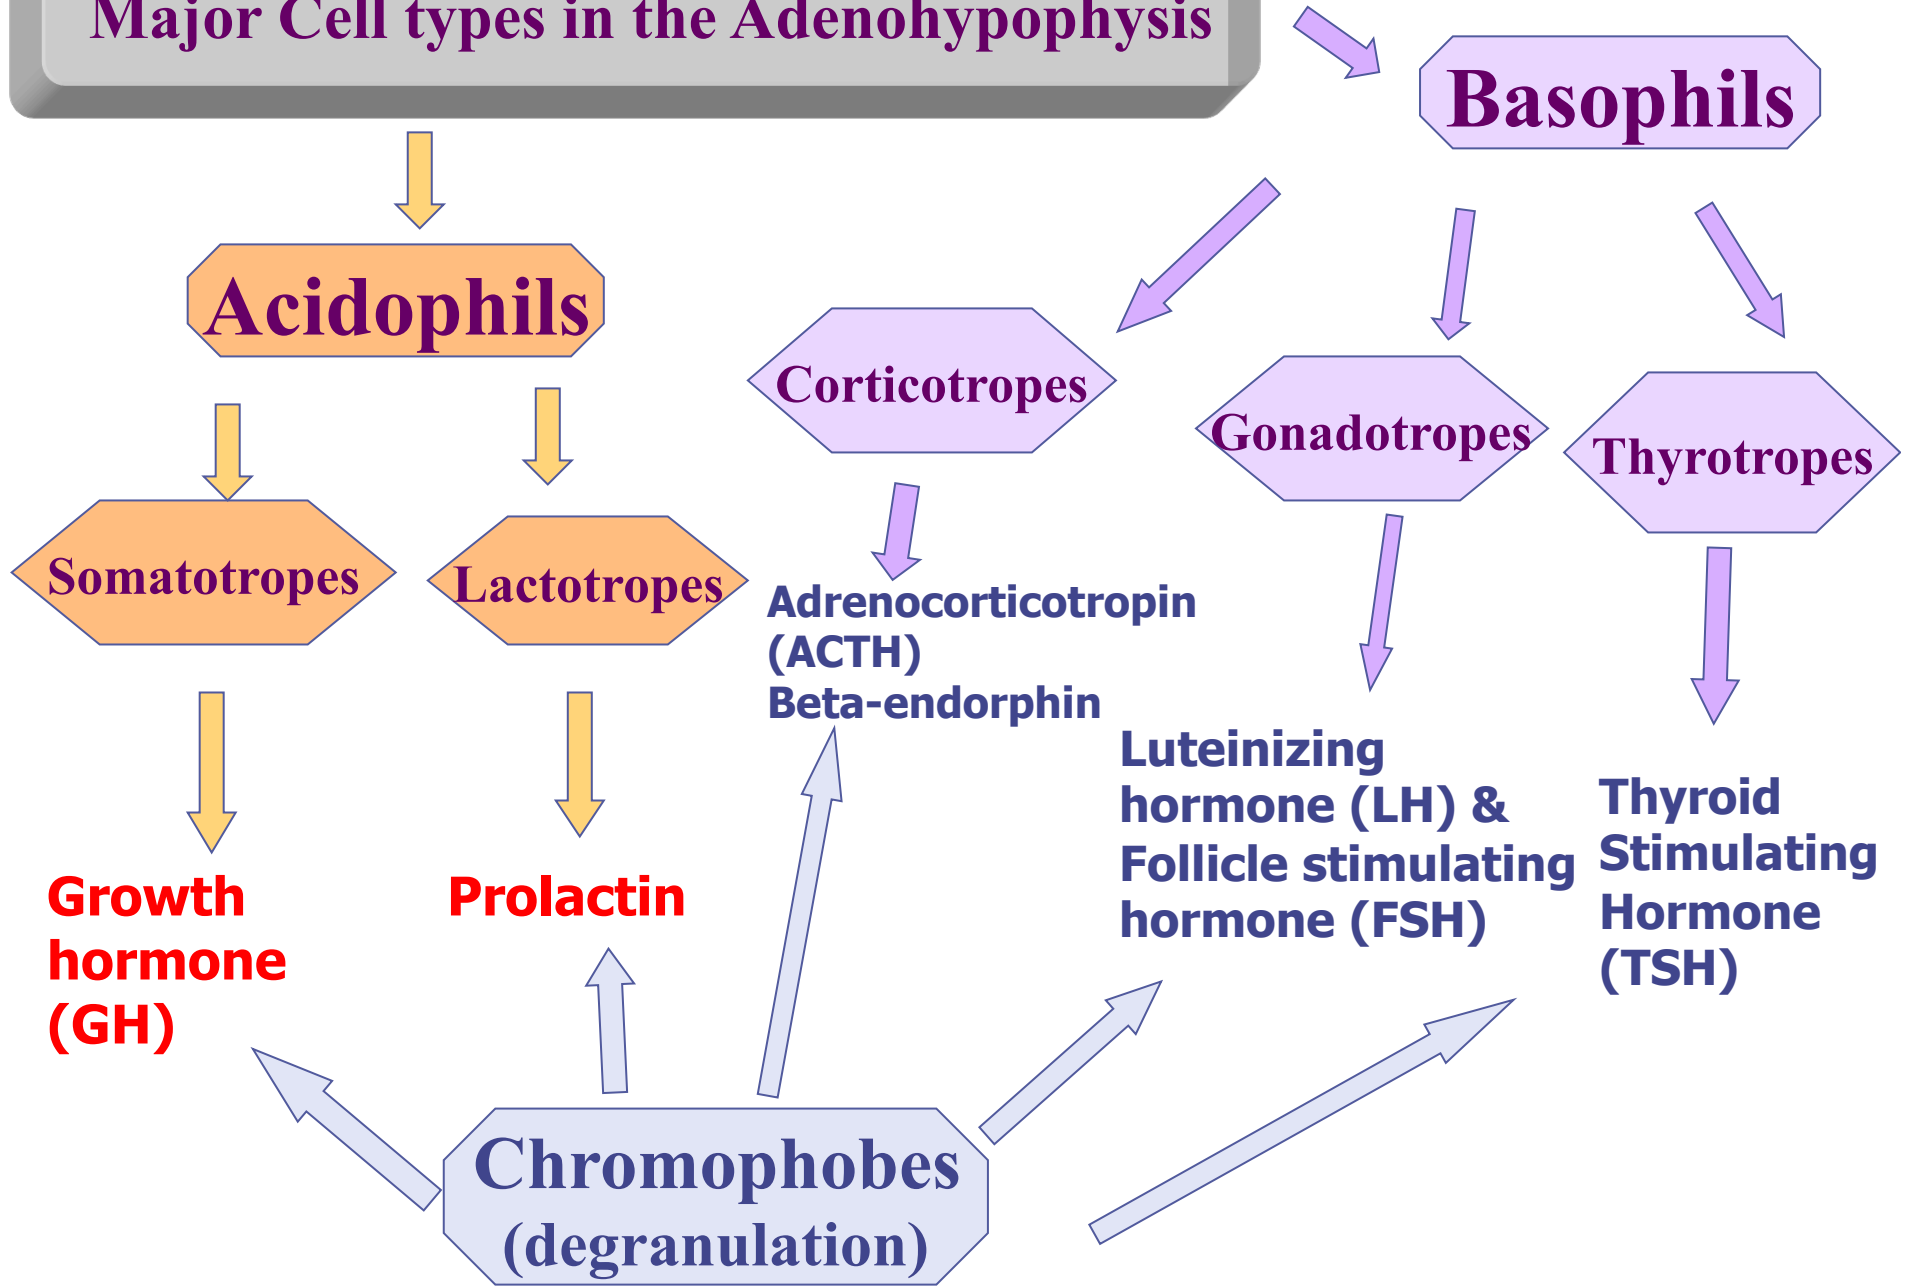 Major Cell types in the Adenohypophysis
Basophils
Acidophils
Corticotropes
Gonadotropes
Thyrotropes
Somatotropes
Lactotropes
Adrenocorticotropin
(ACTH)
Beta-endorphin
Luteinizing
hormone (LH) &
Follicle stimulating
hormone (FSH)
Thyroid
Stimulating
Hormone
(TSH)
Growth
hormone
(GH)
Prolactin
Chromophobes
(degranulation)